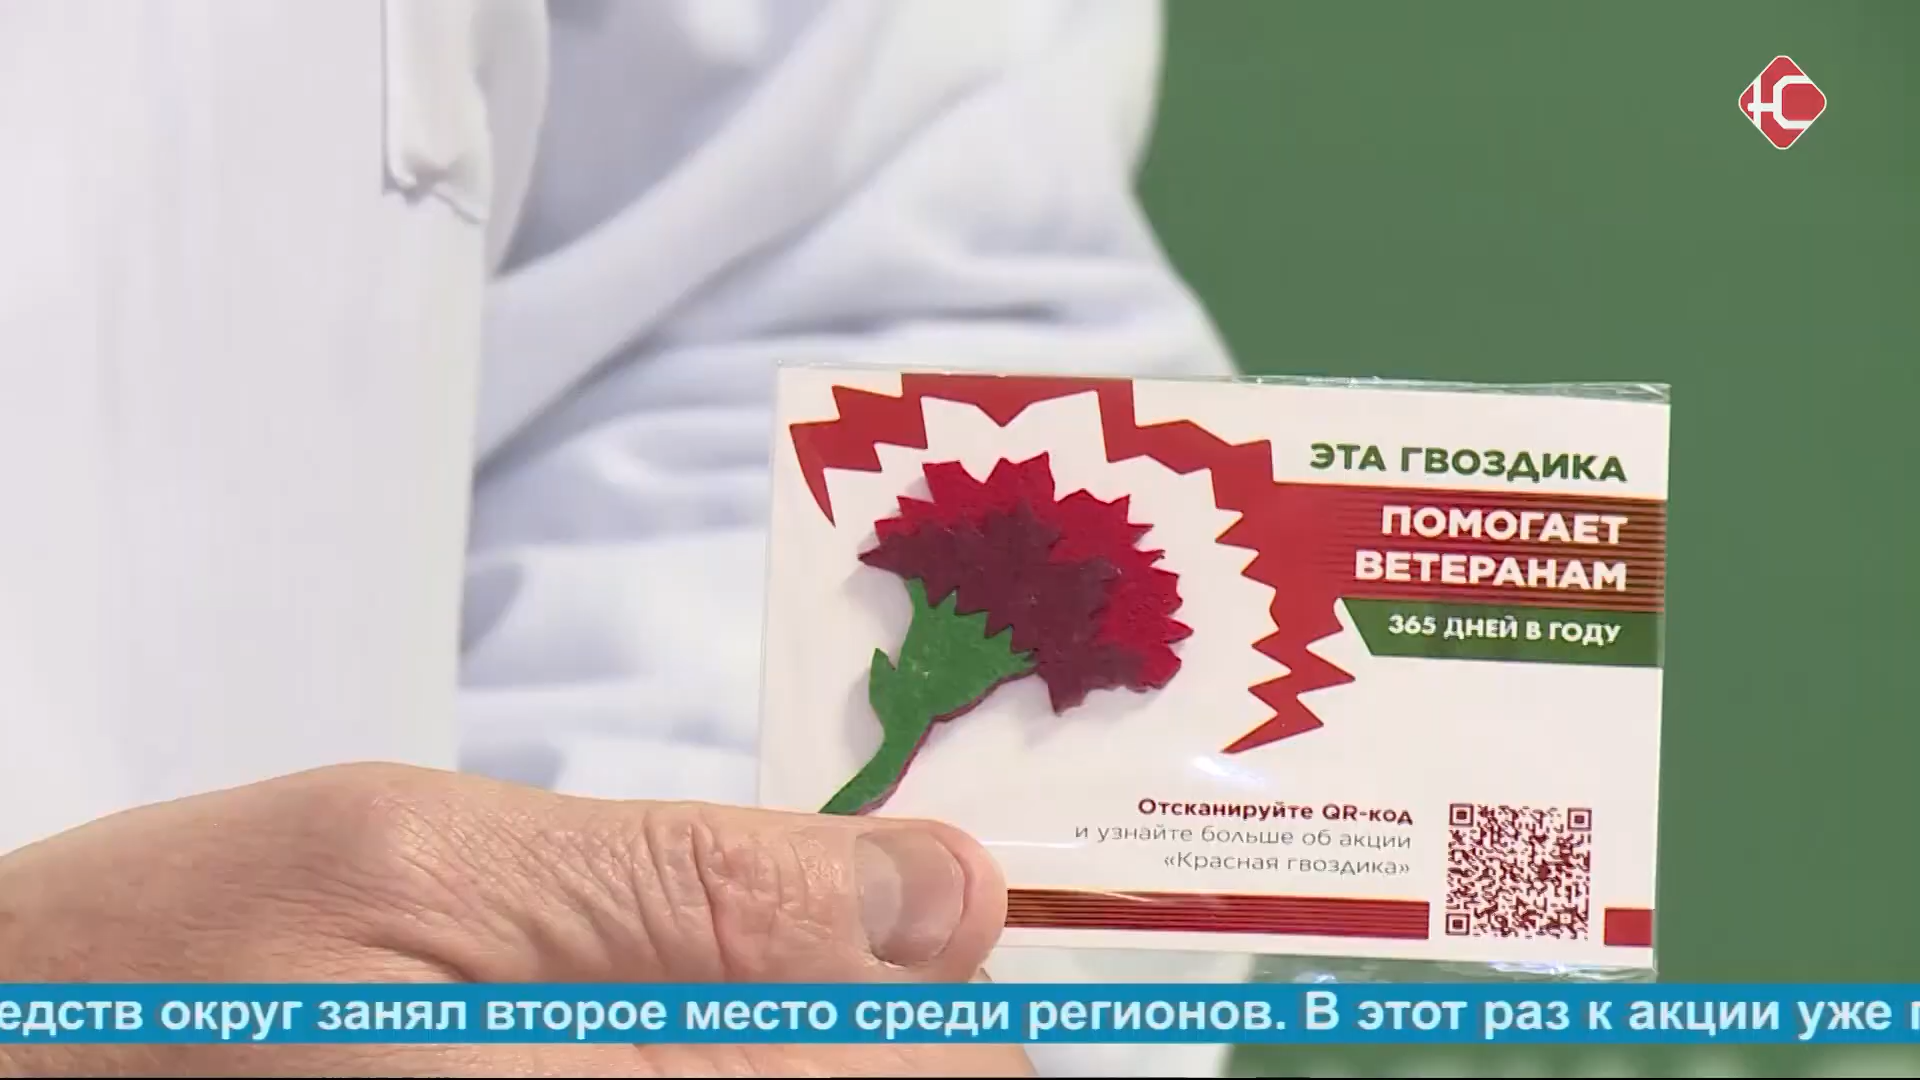 ЭТА ГВОЗДИКА
ПОМОГАЕТ
ВЕТЕРАНАМ
365 ДНЕЙ В ГОДУ
Отсканируйте QR-код
и узнайте больше об акции
«Красная гвоздика»
округ занял второе место среди регионов. В этот раз к акции уже